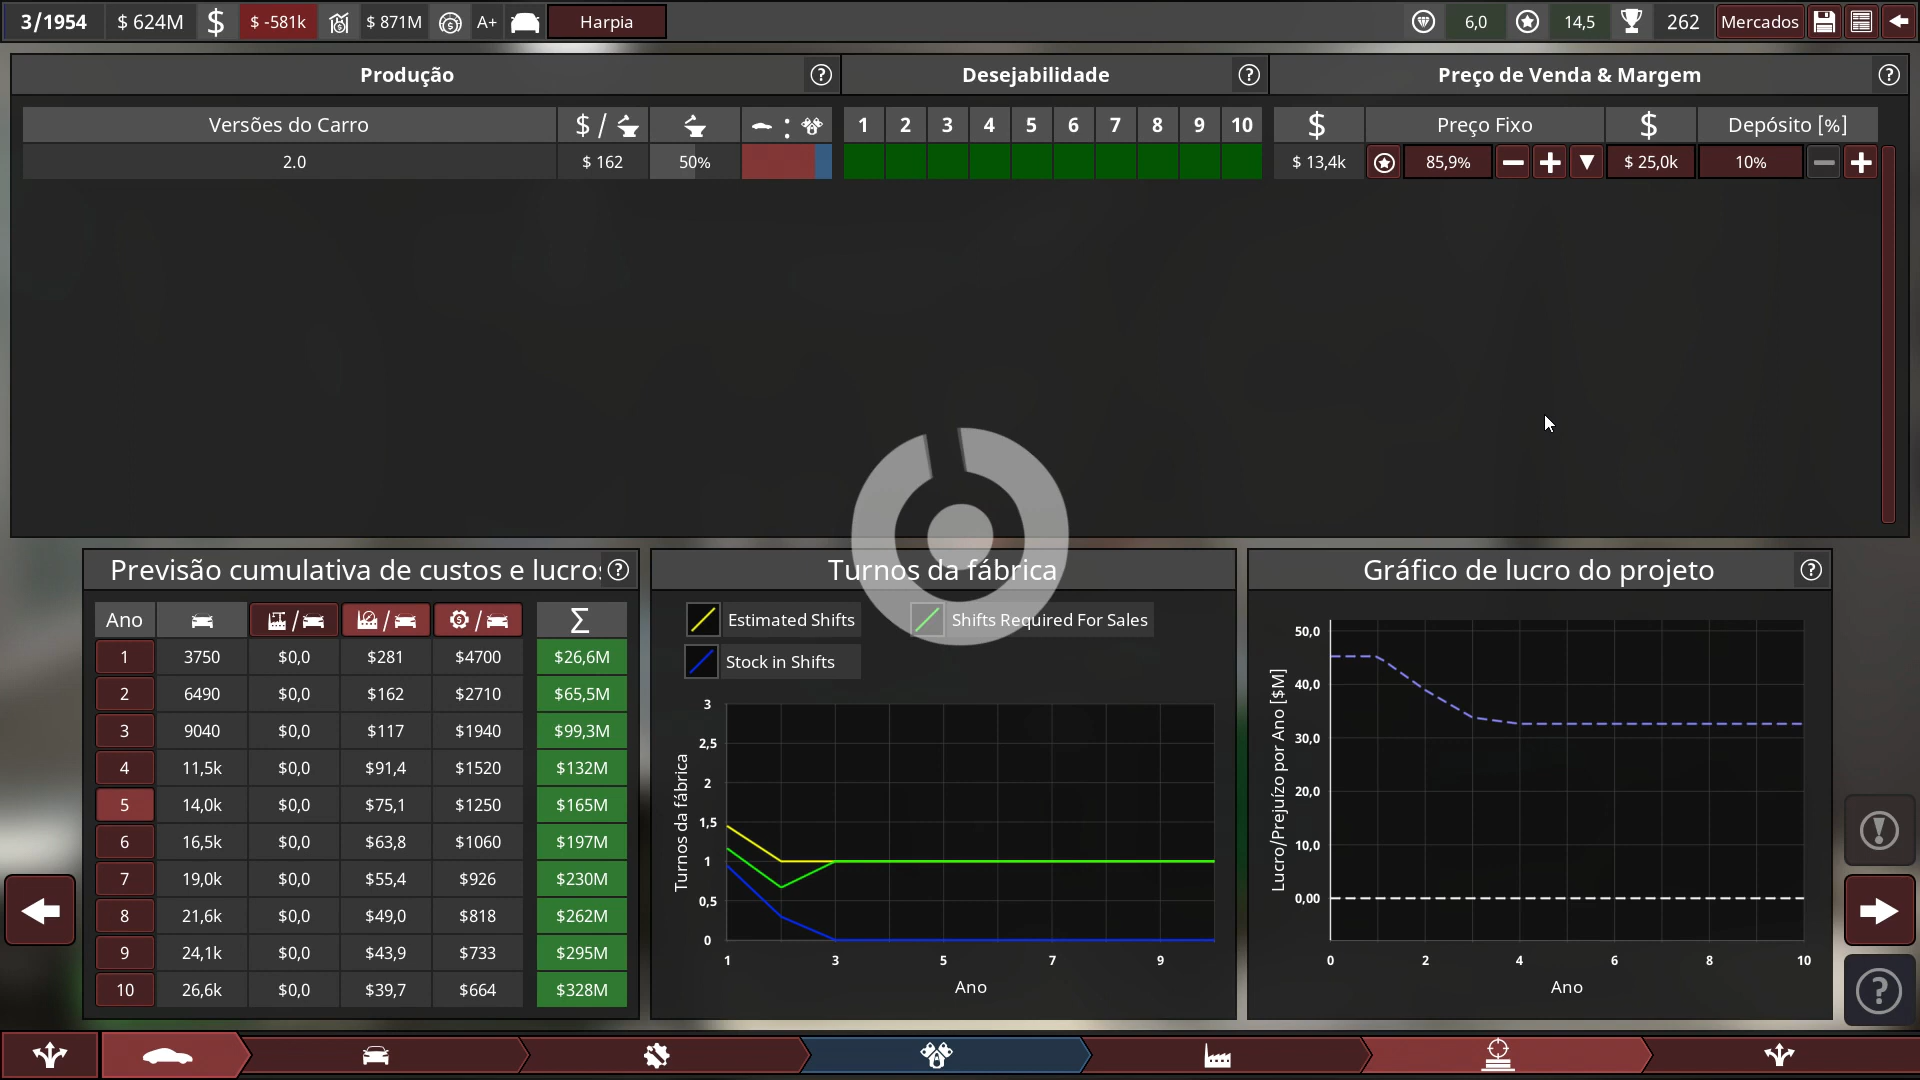 3/1954 $ 624M $ -581k $ 871M A+ Harpia 6,0 14,5 262 Mercados
Produção Desejabilidade Preço de Venda & Margem
Versões do Carro $ / : 1 2 3 4 5 6 7 8 9 10 $ Preço Fixo $ Depósito [%]
2.0 $ 162 50% $ 13,4k 85,9% $ 25,0k 10%
Previsão cumulativa de custos e lucros
Ano / / / Σ
1 3750 $0,0 $281 $4700 $26,6M
2 6490 $0,0 $162 $2710 $65,5M
3 9040 $0,0 $117 $1940 $99,3M
4 11,5k $0,0 $91,4 $1520 $132M
5 14,0k $0,0 $75,1 $1250 $165M
6 16,5k $0,0 $63,8 $1060 $197M
7 19,0k $0,0 $55,4 $926 $230M
8 21,6k $0,0 $49,0 $818 $262M
9 24,1k $0,0 $43,9 $733 $295M
10 26,6k $0,0 $39,7 $664 $328M
Turnos da fábrica
Estimated Shifts Shifts Required For Sales
Stock in Shifts
Turnos da fábrica
3
2,5
2
1,5
1
0,5
0
1 3 5 7 9
Ano
Gráfico de lucro do projeto
Lucro/Prejuízo por Ano [$M]
50,0
40,0
30,0
20,0
10,0
0,00
0 2 4 6 8 10
Ano